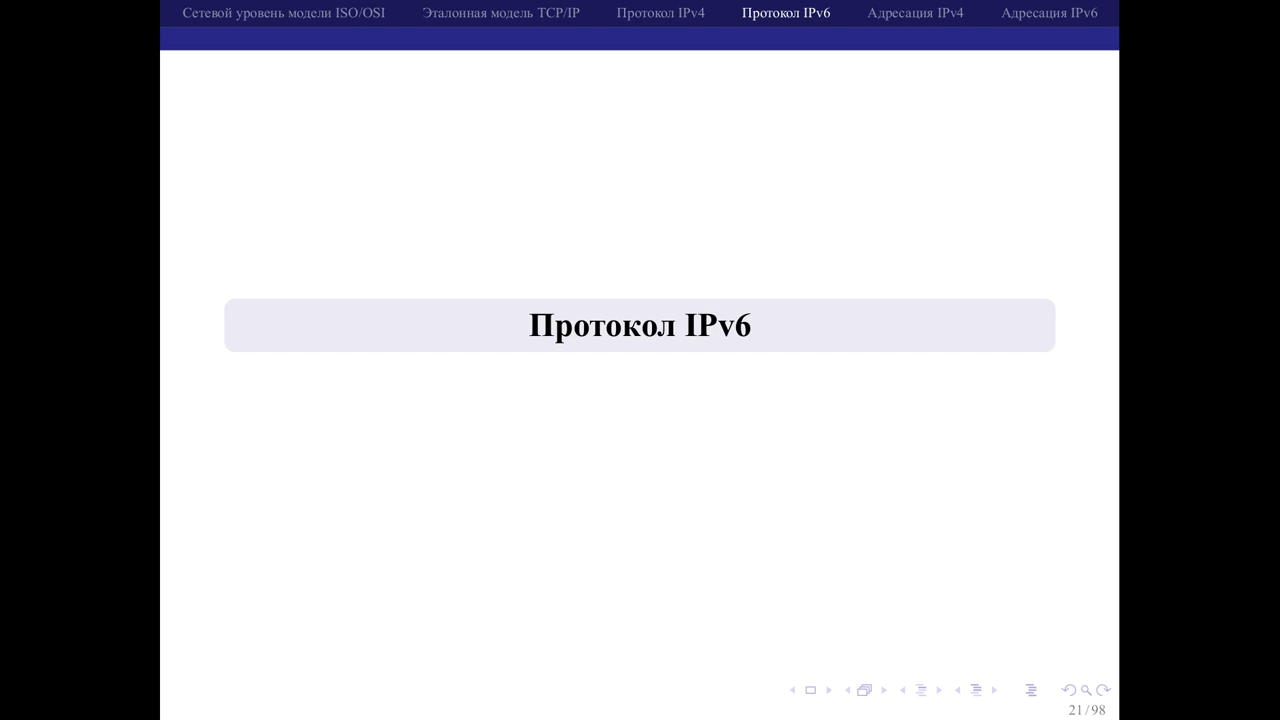 Сетевой уровень модели ISO/OSI Эталонная модель TCP/IP Протокол IPv4 Протокол IPv6 Адресация IPv4 Адресация IPv6
Протокол IPv6
21 / 98